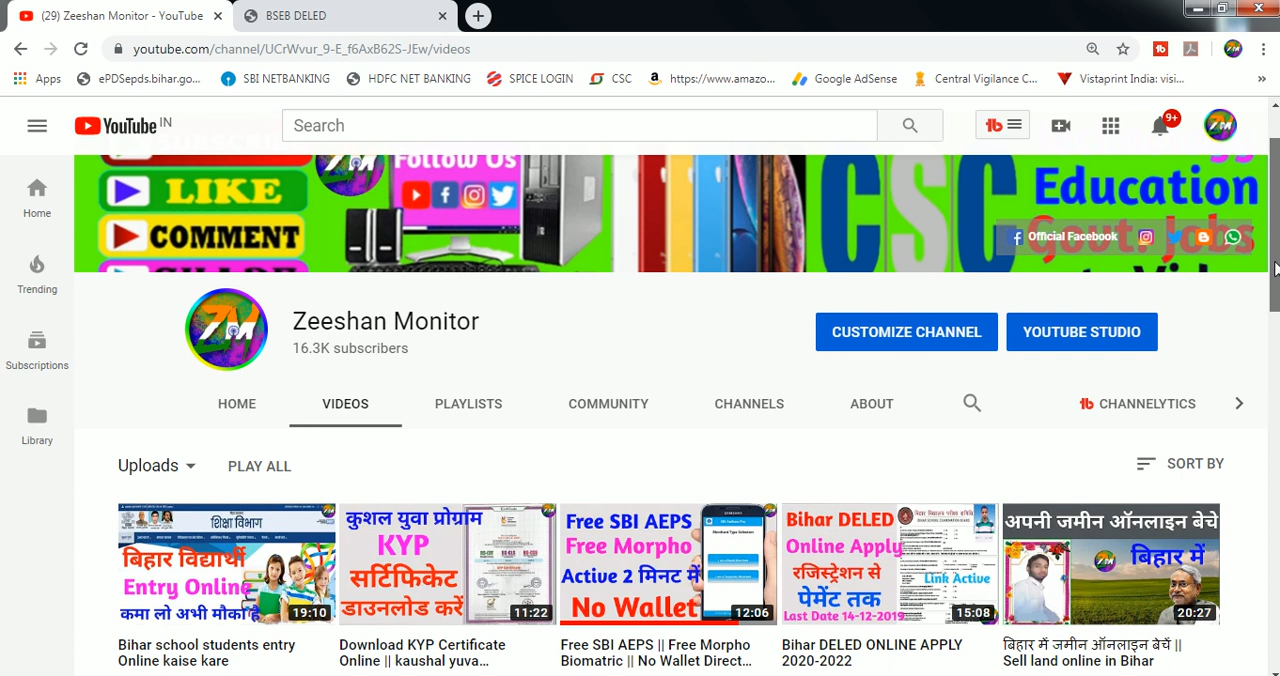 (29) Zeeshan Monitor - YouTube
BSEB DELED
youtube.com/channel/UCrWvur_9-E_f6AxB62S-JEw/videos
Apps ePDSepds.bihar.go... SBI NETBANKING HDFC NET BANKING SPICE LOGIN CSC https://www.amazo... Google AdSense Central Vigilance C... Vistaprint India: visi... »
YouTube IN
Search
9+
ZM
Home
Trending
Subscriptions
Library
LIKE
COMMENT
SHARE
Follow Us
CSC
Education
Govt. Jobs
Official Facebook
ZM
Zeeshan Monitor
16.3K subscribers
CUSTOMIZE CHANNEL
YOUTUBE STUDIO
HOME VIDEOS PLAYLISTS COMMUNITY CHANNELS ABOUT CHANNELYTICS
Uploads PLAY ALL
SORT BY
शिक्षा विभाग
बिहार विद्यार्थी
Entry Online
कमा लो अभी मौका है
19:10
Bihar school students entry
Online kaise kare
कुशल युवा प्रोग्राम
KYP
सर्टिफिकेट
डाउनलोड करें
11:22
Download KYP Certificate
Online || kaushal yuva...
Free SBI AEPS
Free Morpho
Active 2 मिनट में
No Wallet
12:06
Free SBI AEPS || Free Morpho
Biomatric || No Wallet Direct...
Bihar DELED
Online Apply
रजिस्ट्रेशन से
पेमेंट तक
Link Active
Last Date 14-12-2019
15:08
Bihar DELED ONLINE APPLY
2020-2022
अपनी जमीन ऑनलाइन बेचे
बिहार में
20:27
बिहार में जमीन ऑनलाइन बेचें ||
Sell land online in Bihar